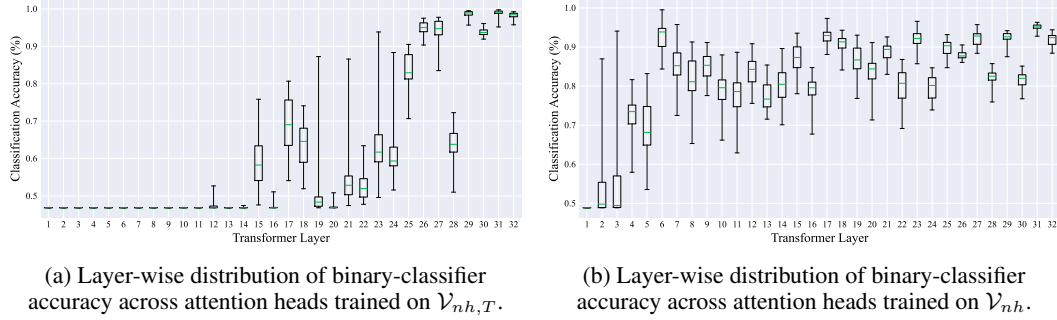 1.0
0.9
0.8
0.7
0.6
0.5
Classification Accuracy (%)
1 2 3 4 5 6 7 8 9 10 11 12 13 14 15 16 17 18 19 20 21 22 23 24 25 26 27 28 29 30 31 32
Transformer Layer
(a) Layer-wise distribution of binary-classifier
accuracy across attention heads trained on 𝒱nh,T.
1.0
0.9
0.8
0.7
0.6
0.5
Classification Accuracy (%)
1 2 3 4 5 6 7 8 9 10 11 12 13 14 15 16 17 18 19 20 21 22 23 24 25 26 27 28 29 30 31 32
Transformer Layer
(b) Layer-wise distribution of binary-classifier
accuracy across attention heads trained on 𝒱nh.